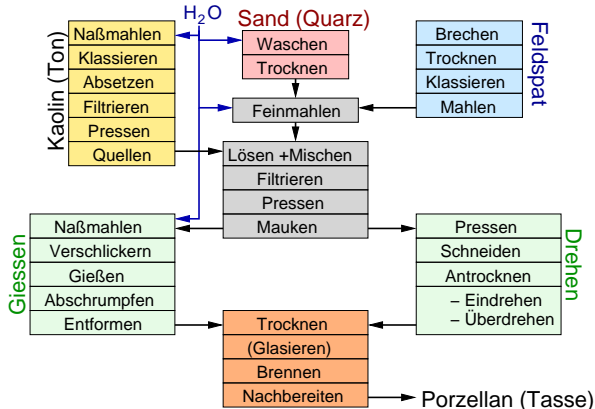 H2O
Sand (Quarz)
Kaolin (Ton)
Naßmahlen
Klassieren
Absetzen
Filtrieren
Pressen
Quellen
Waschen
Trocknen
Feldspat
Brechen
Trocknen
Klassieren
Mahlen
Feinmahlen
Lösen +Mischen
Filtrieren
Pressen
Mauken
Giessen
Naßmahlen
Verschlickern
Gießen
Abschrumpfen
Entformen
Drehen
Pressen
Schneiden
Antrocknen
– Eindrehen
– Überdrehen
Trocknen
(Glasieren)
Brennen
Nachbereiten
Porzellan (Tasse)